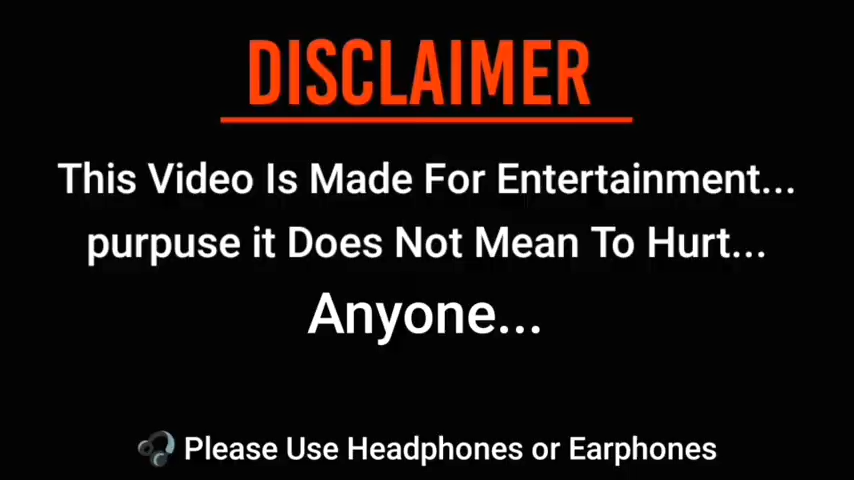 DISCLAIMER
This Video Is Made For Entertainment...
purpuse it Does Not Mean To Hurt...
Anyone...
🎧 Please Use Headphones or Earphones